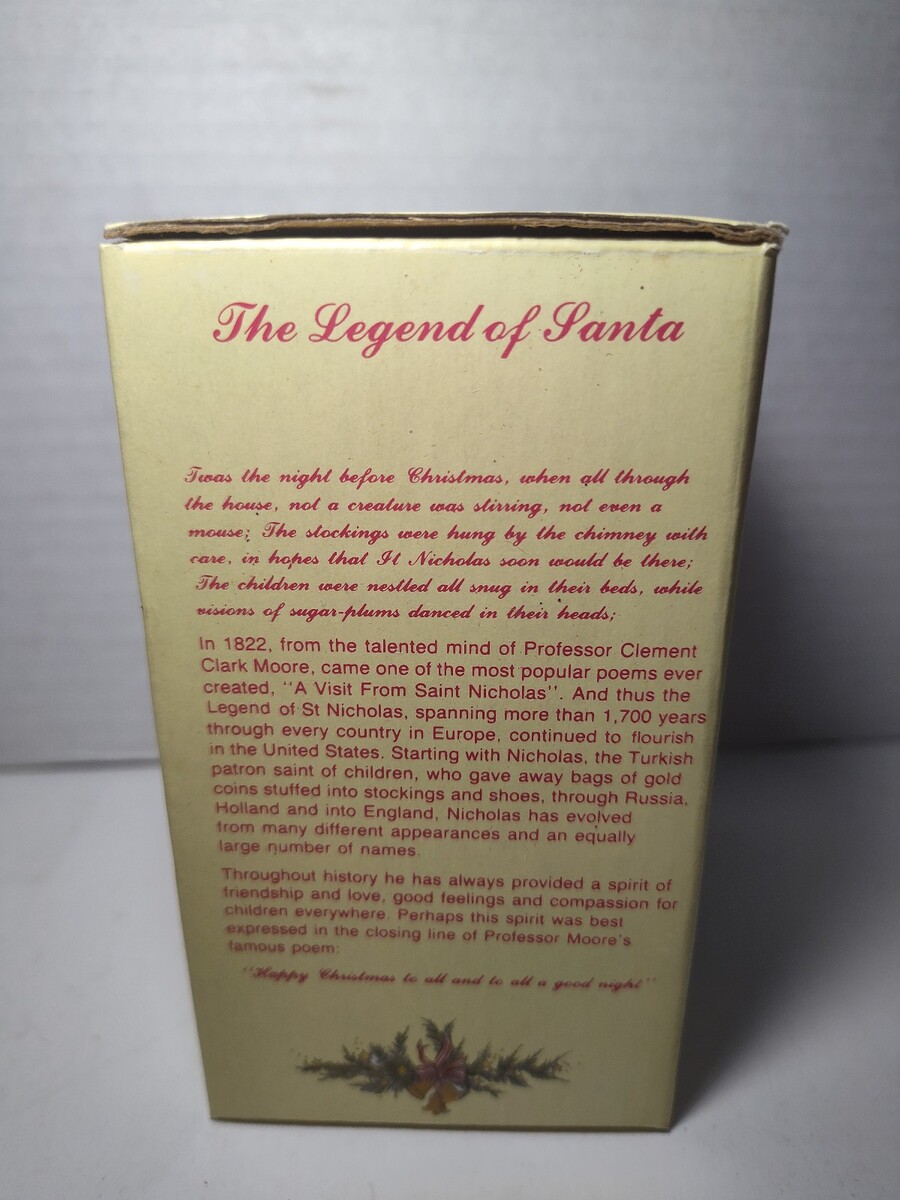 The Legend of Santa
Twas the night before Christmas, when all through
the house, not a creature was stirring, not even a
mouse; The stockings were hung by the chimney with
care, in hopes that St Nicholas soon would be there;
The children were nestled all snug in their beds, while
visions of sugar-plums danced in their heads;
In 1822, from the talented mind of Professor Clement
Clark Moore, came one of the most popular poems ever
created, "A Visit From Saint Nicholas". And thus the
Legend of St Nicholas, spanning more than 1,700 years
through every country in Europe, continued to flourish
in the United States. Starting with Nicholas, the Turkish
patron saint of children, who gave away bags of gold
coins stuffed into stockings and shoes, through Russia,
Holland and into England, Nicholas has evolved
from many different appearances and an equally
large number of names.
Throughout history he has always provided a spirit of
friendship and love, good feelings and compassion for
children everywhere. Perhaps this spirit was best
expressed in the closing line of Professor Moore's
famous poem:
"Happy Christmas to all and to all a good night"